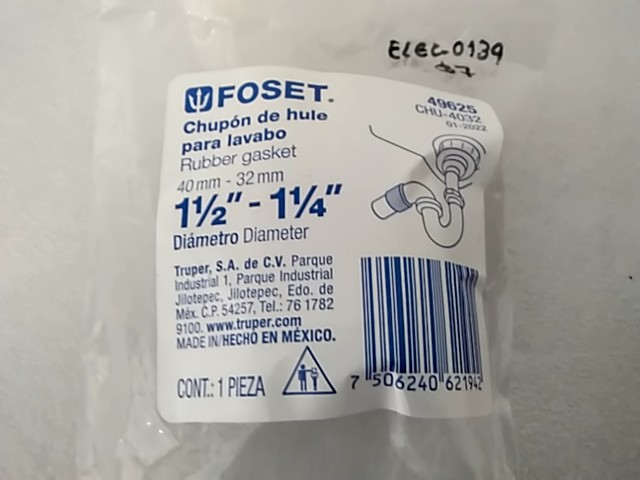 ELEC-0139
FOSET®
Chupón de hule
para lavabo
Rubber gasket
40 mm - 32 mm
1½" - 1¼"
Diámetro Diameter
49625
CHU-4032
01-2022
Truper, S.A. de C.V. Parque
Industrial 1, Parque Industrial
Jilotepec, Jilotepec, Edo. de
Méx. C.P. 54257, Tel.: 76 1782
9100. www.truper.com
MADE IN/HECHO EN MÉXICO.
CONT.: 1 PIEZA
7 506240 621942